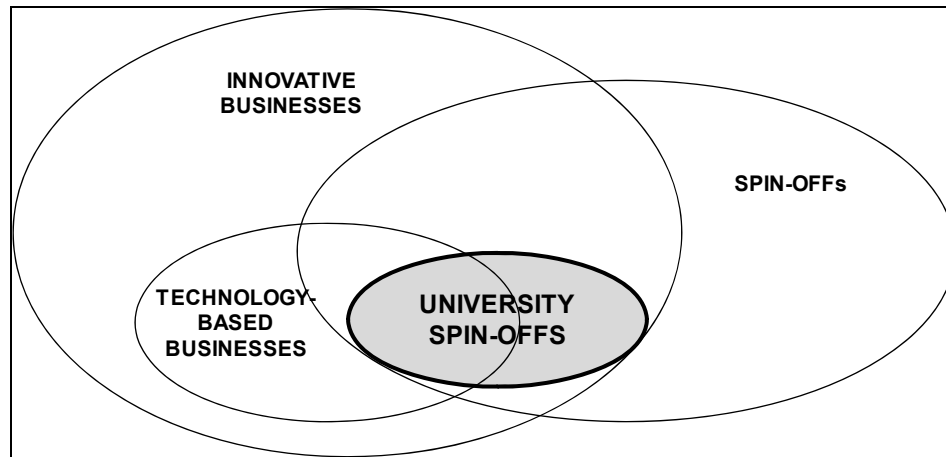 INNOVATIVE
BUSINESSES
SPIN-OFFs
TECHNOLOGY-
BASED
BUSINESSES
UNIVERSITY
SPIN-OFFS